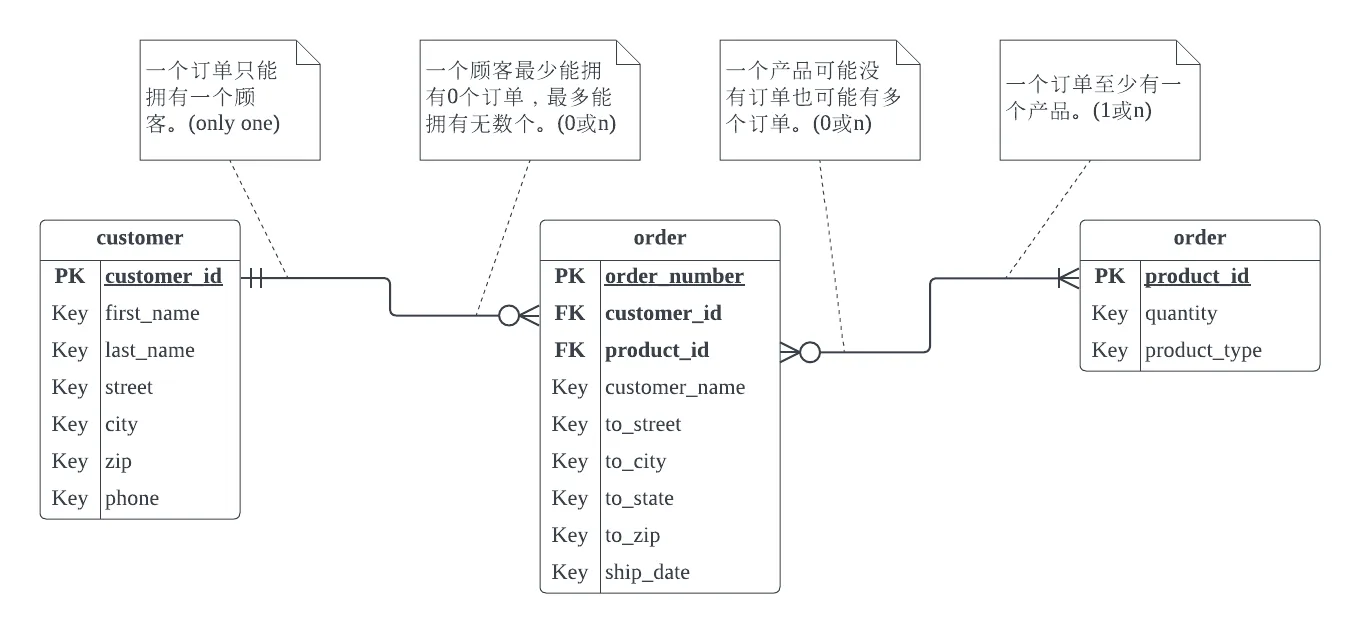 一个订单只能
拥有一个顾
客。(only one)
一个顾客最少能拥
有0个订单，最多能
拥有无数个。(0或n)
一个产品可能没
有订单也可能有多
个订单。(0或n)
一个订单至少有一
个产品。(1或n)
customer
PK customer_id
Key first_name
Key last_name
Key street
Key city
Key zip
Key phone
order
PK order_number
FK customer_id
FK product_id
Key customer_name
Key to_street
Key to_city
Key to_state
Key to_zip
Key ship_date
order
PK product_id
Key quantity
Key product_type